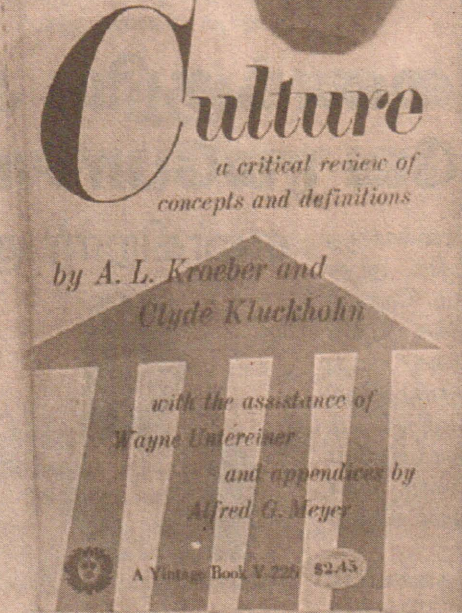 Culture
a critical review of
concepts and definitions
by A. L. Kroeber and
Clyde Kluckhohn
with the assistance of
Wayne Untereiner
and appendices by
Alfred G. Meyer
A Vintage Book V-226 $2.45